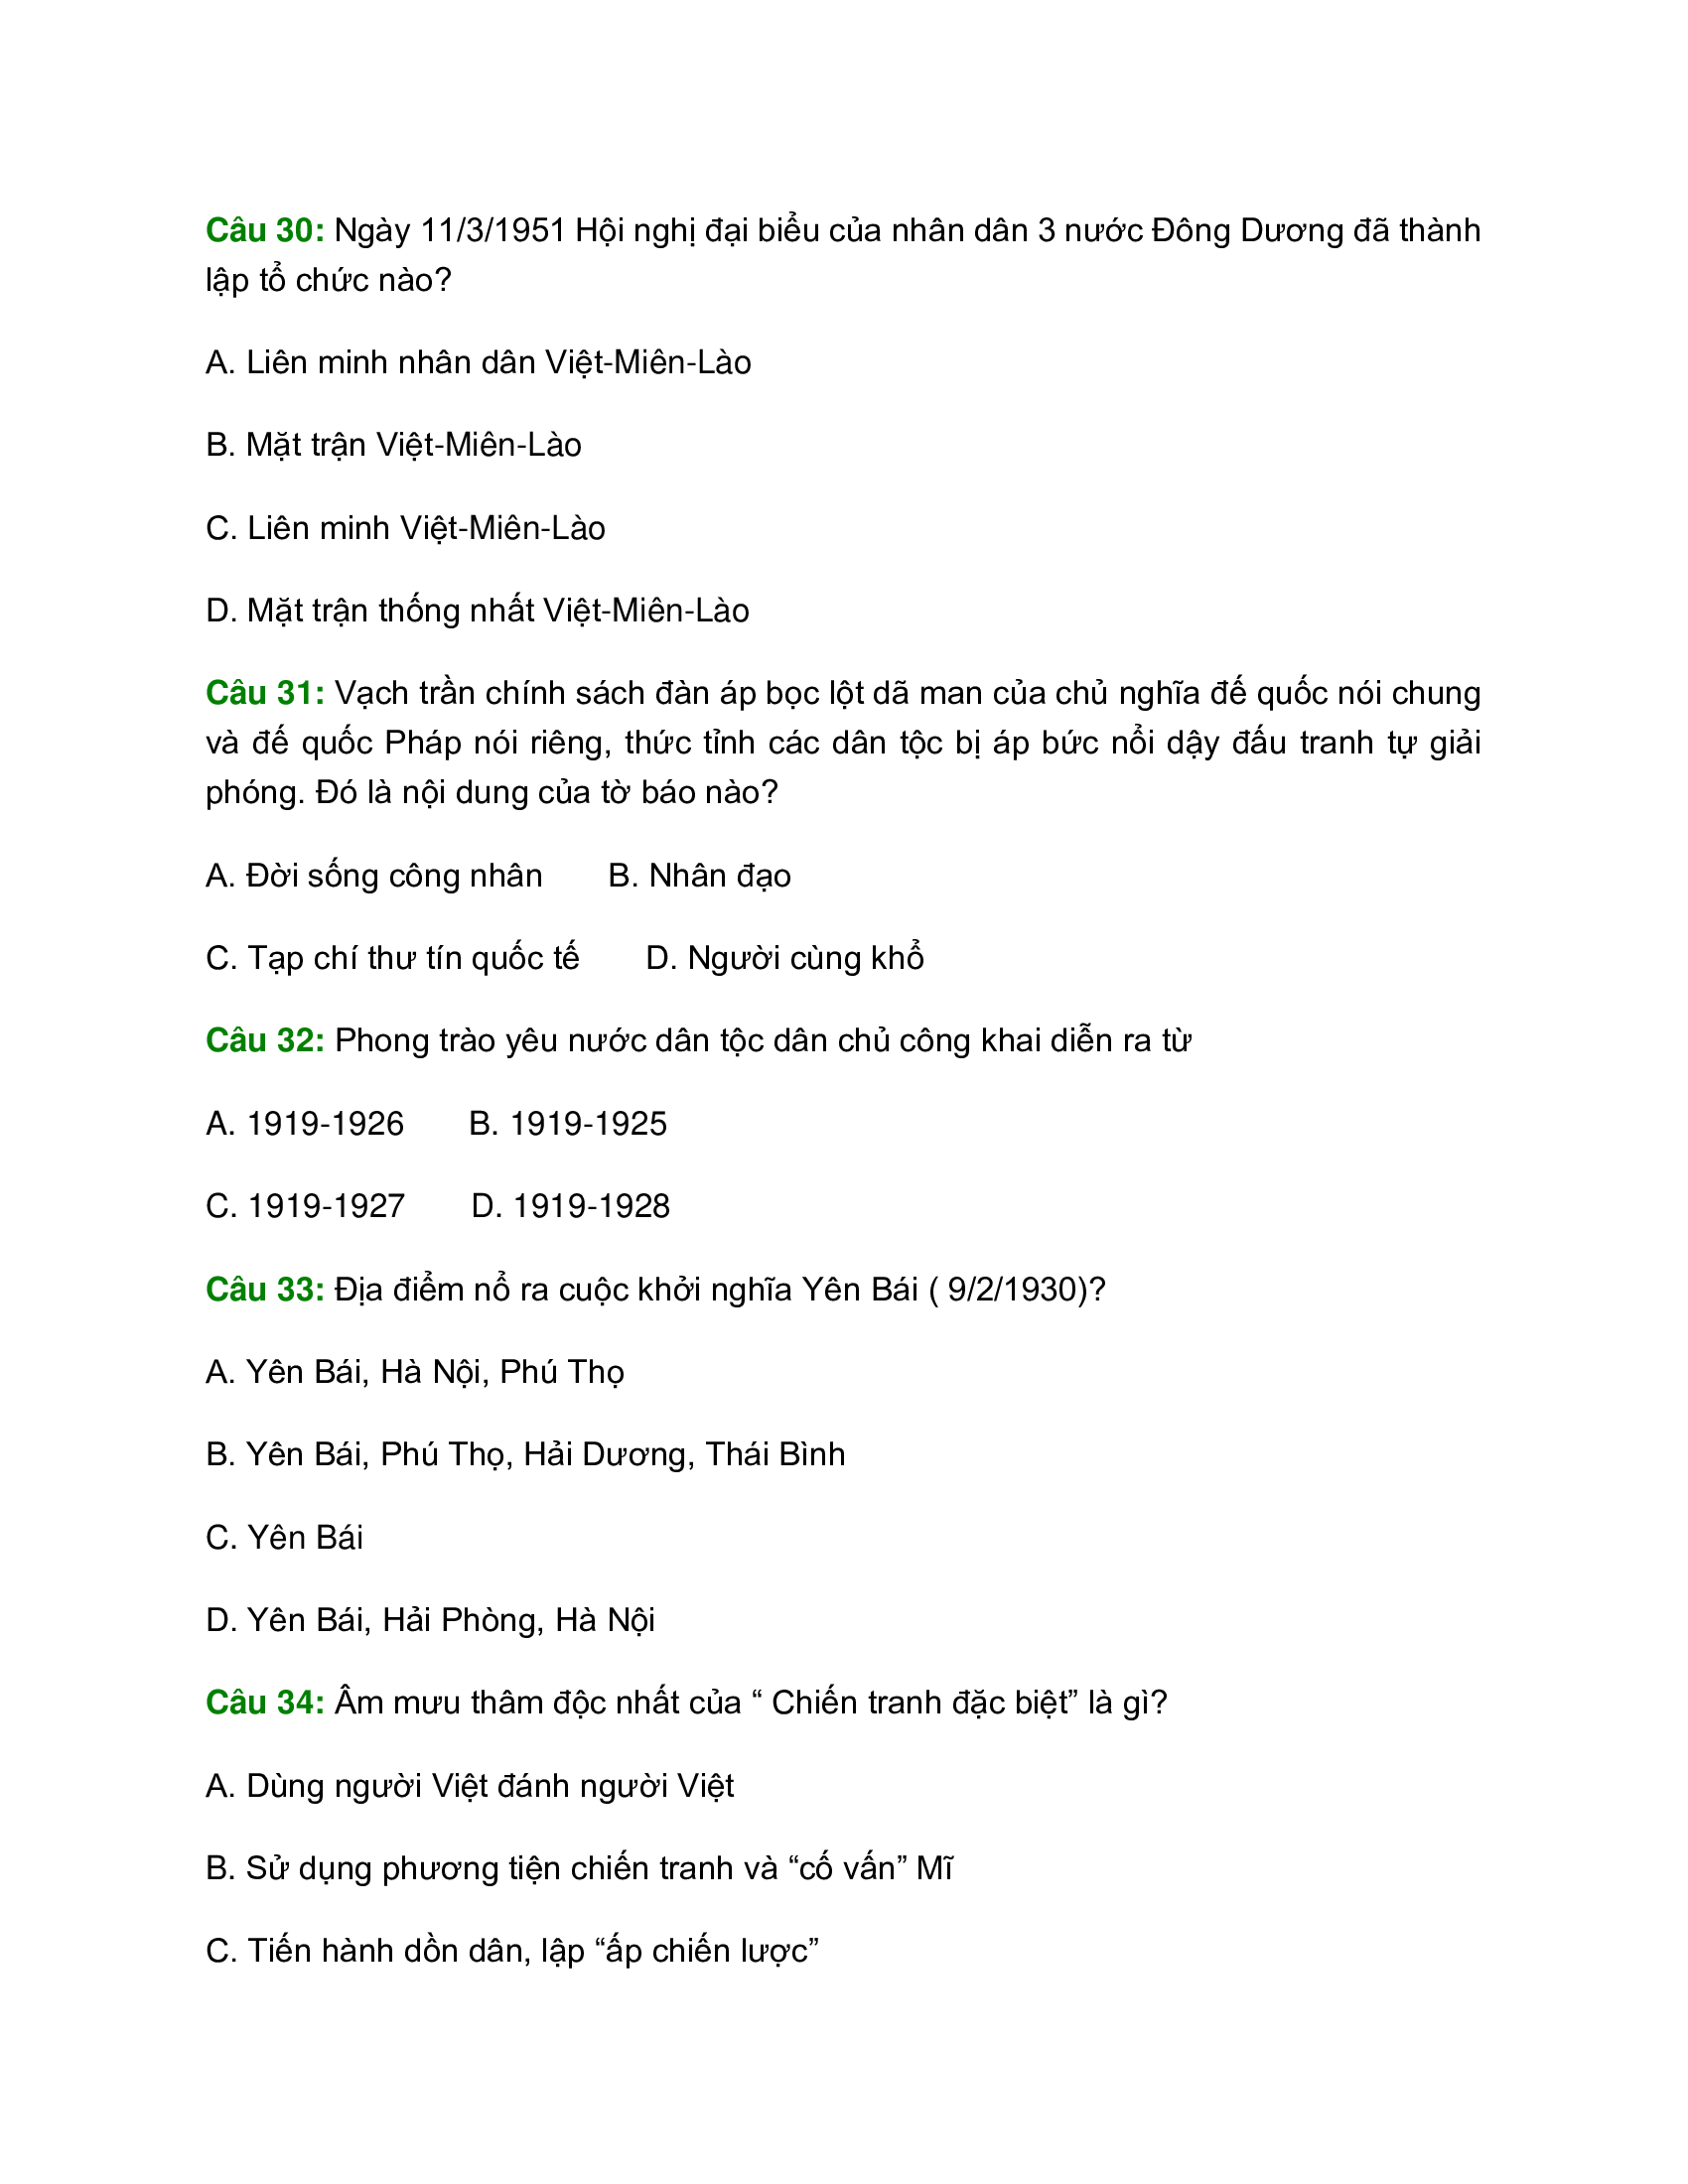 Câu 30: Ngày 11/3/1951 Hội nghị đại biểu của nhân dân 3 nước Đông Dương đã thành
lập tổ chức nào?
A. Liên minh nhân dân Việt-Miên-Lào
B. Mặt trận Việt-Miên-Lào
C. Liên minh Việt-Miên-Lào
D. Mặt trận thống nhất Việt-Miên-Lào
Câu 31: Vạch trần chính sách đàn áp bọc lột dã man của chủ nghĩa đế quốc nói chung
và đế quốc Pháp nói riêng, thức tỉnh các dân tộc bị áp bức nổi dậy đấu tranh tự giải
phóng. Đó là nội dung của tờ báo nào?
A. Đời sống công nhân B. Nhân đạo
C. Tạp chí thư tín quốc tế D. Người cùng khổ
Câu 32: Phong trào yêu nước dân tộc dân chủ công khai diễn ra từ
A. 1919-1926 B. 1919-1925
C. 1919-1927 D. 1919-1928
Câu 33: Địa điểm nổ ra cuộc khởi nghĩa Yên Bái ( 9/2/1930)?
A. Yên Bái, Hà Nội, Phú Thọ
B. Yên Bái, Phú Thọ, Hải Dương, Thái Bình
C. Yên Bái
D. Yên Bái, Hải Phòng, Hà Nội
Câu 34: Âm mưu thâm độc nhất của “ Chiến tranh đặc biệt” là gì?
A. Dùng người Việt đánh người Việt
B. Sử dụng phương tiện chiến tranh và “cố vấn” Mĩ
C. Tiến hành dồn dân, lập “ấp chiến lược”